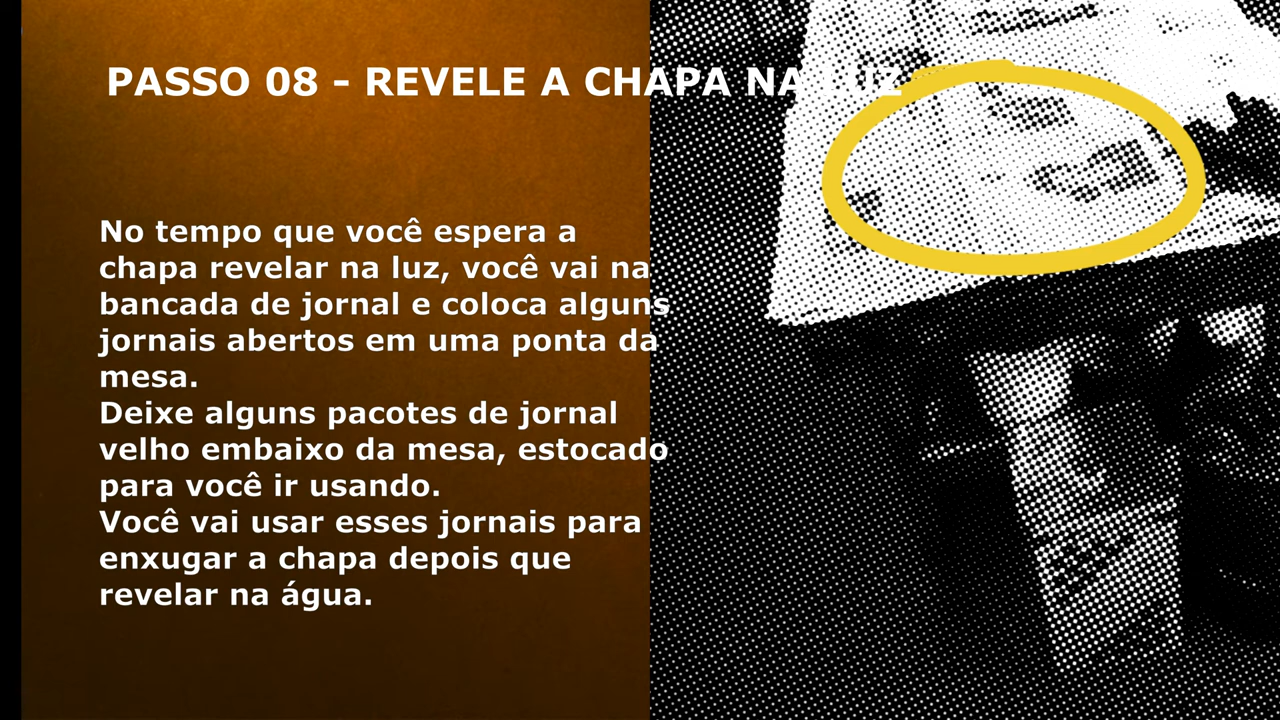 PASSO 08 - REVELE A CHAPA NA LUZ
No tempo que você espera a
chapa revelar na luz, você vai na
bancada de jornal e coloca alguns
jornais abertos em uma ponta da
mesa.
Deixe alguns pacotes de jornal
velho embaixo da mesa, estocado
para você ir usando.
Você vai usar esses jornais para
enxugar a chapa depois que
revelar na água.